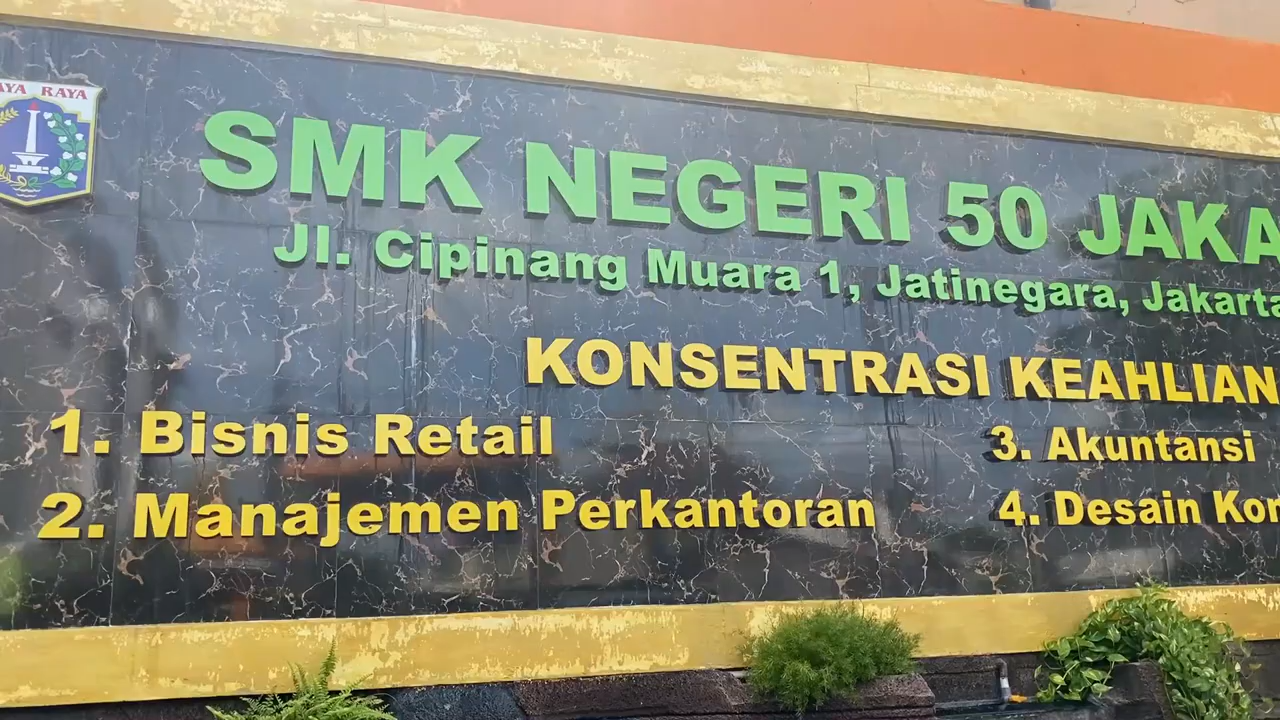 AYA RAYA
SMK NEGERI 50 JAKA
Jl. Cipinang Muara 1, Jatinegara, Jakarta
KONSENTRASI KEAHLIAN
1. Bisnis Retail
2. Manajemen Perkantoran
3. Akuntansi
4. Desain Kom